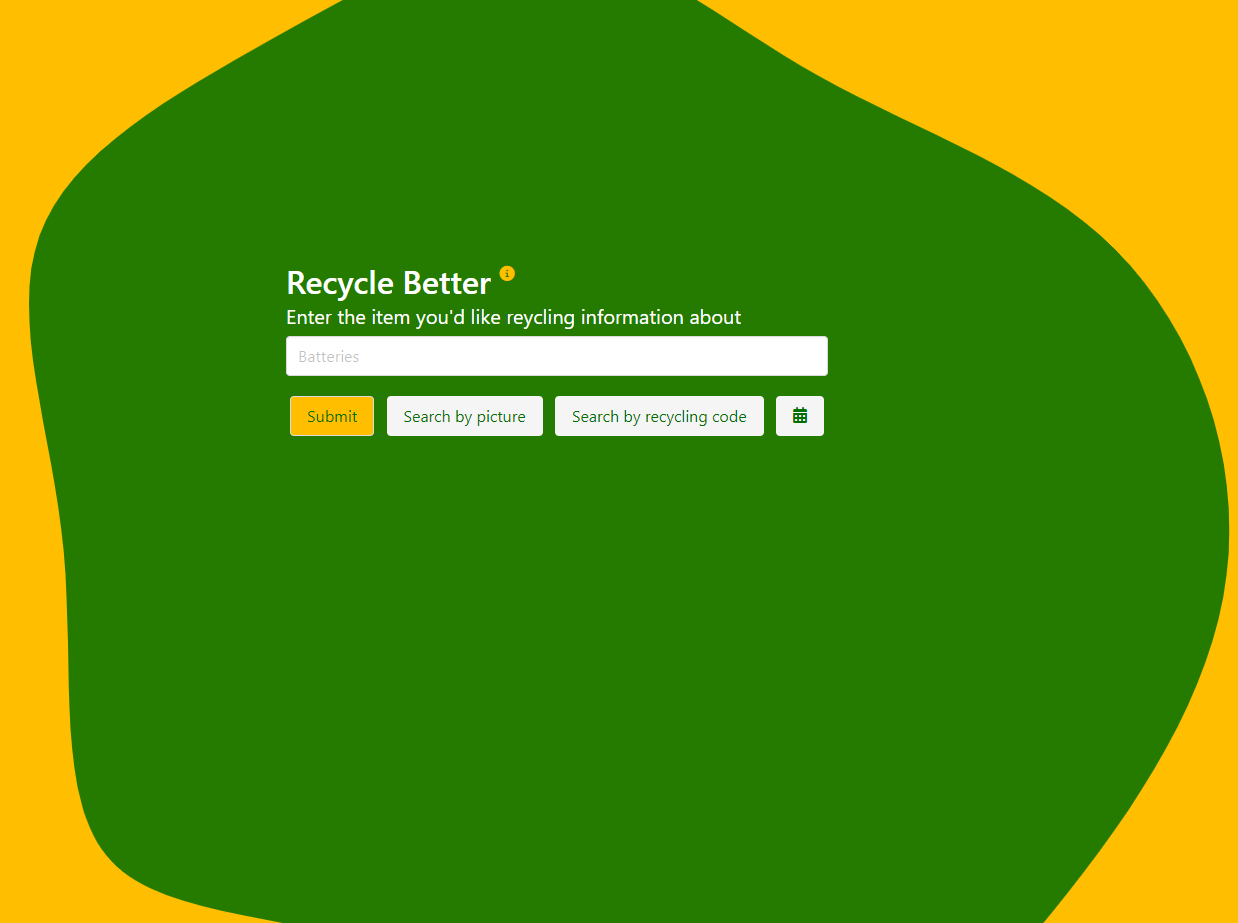 Recycle Better
Enter the item you'd like reycling information about
Batteries
Submit Search by picture Search by recycling code